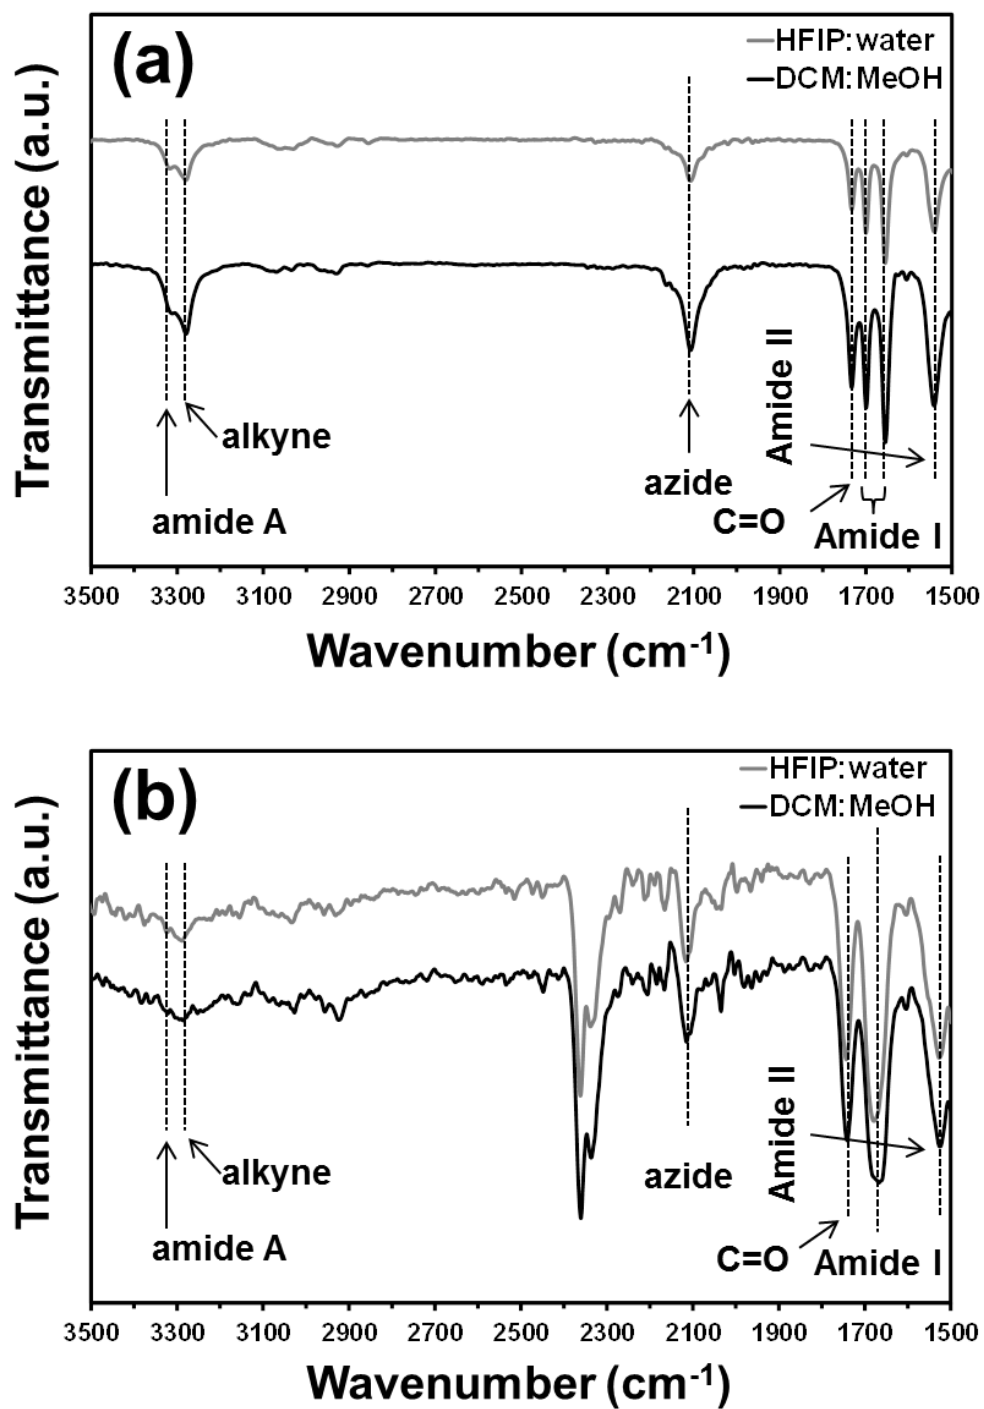 (a)
HFIP:water
DCM:MeOH
Transmittance (a.u.)
alkyne
amide A
azide
Amide II
C=O
Amide I
3500 3300 3100 2900 2700 2500 2300 2100 1900 1700 1500
Wavenumber (cm-1)
(b)
HFIP:water
DCM:MeOH
Transmittance (a.u.)
alkyne
amide A
azide
Amide II
C=O
Amide I
3500 3300 3100 2900 2700 2500 2300 2100 1900 1700 1500
Wavenumber (cm-1)